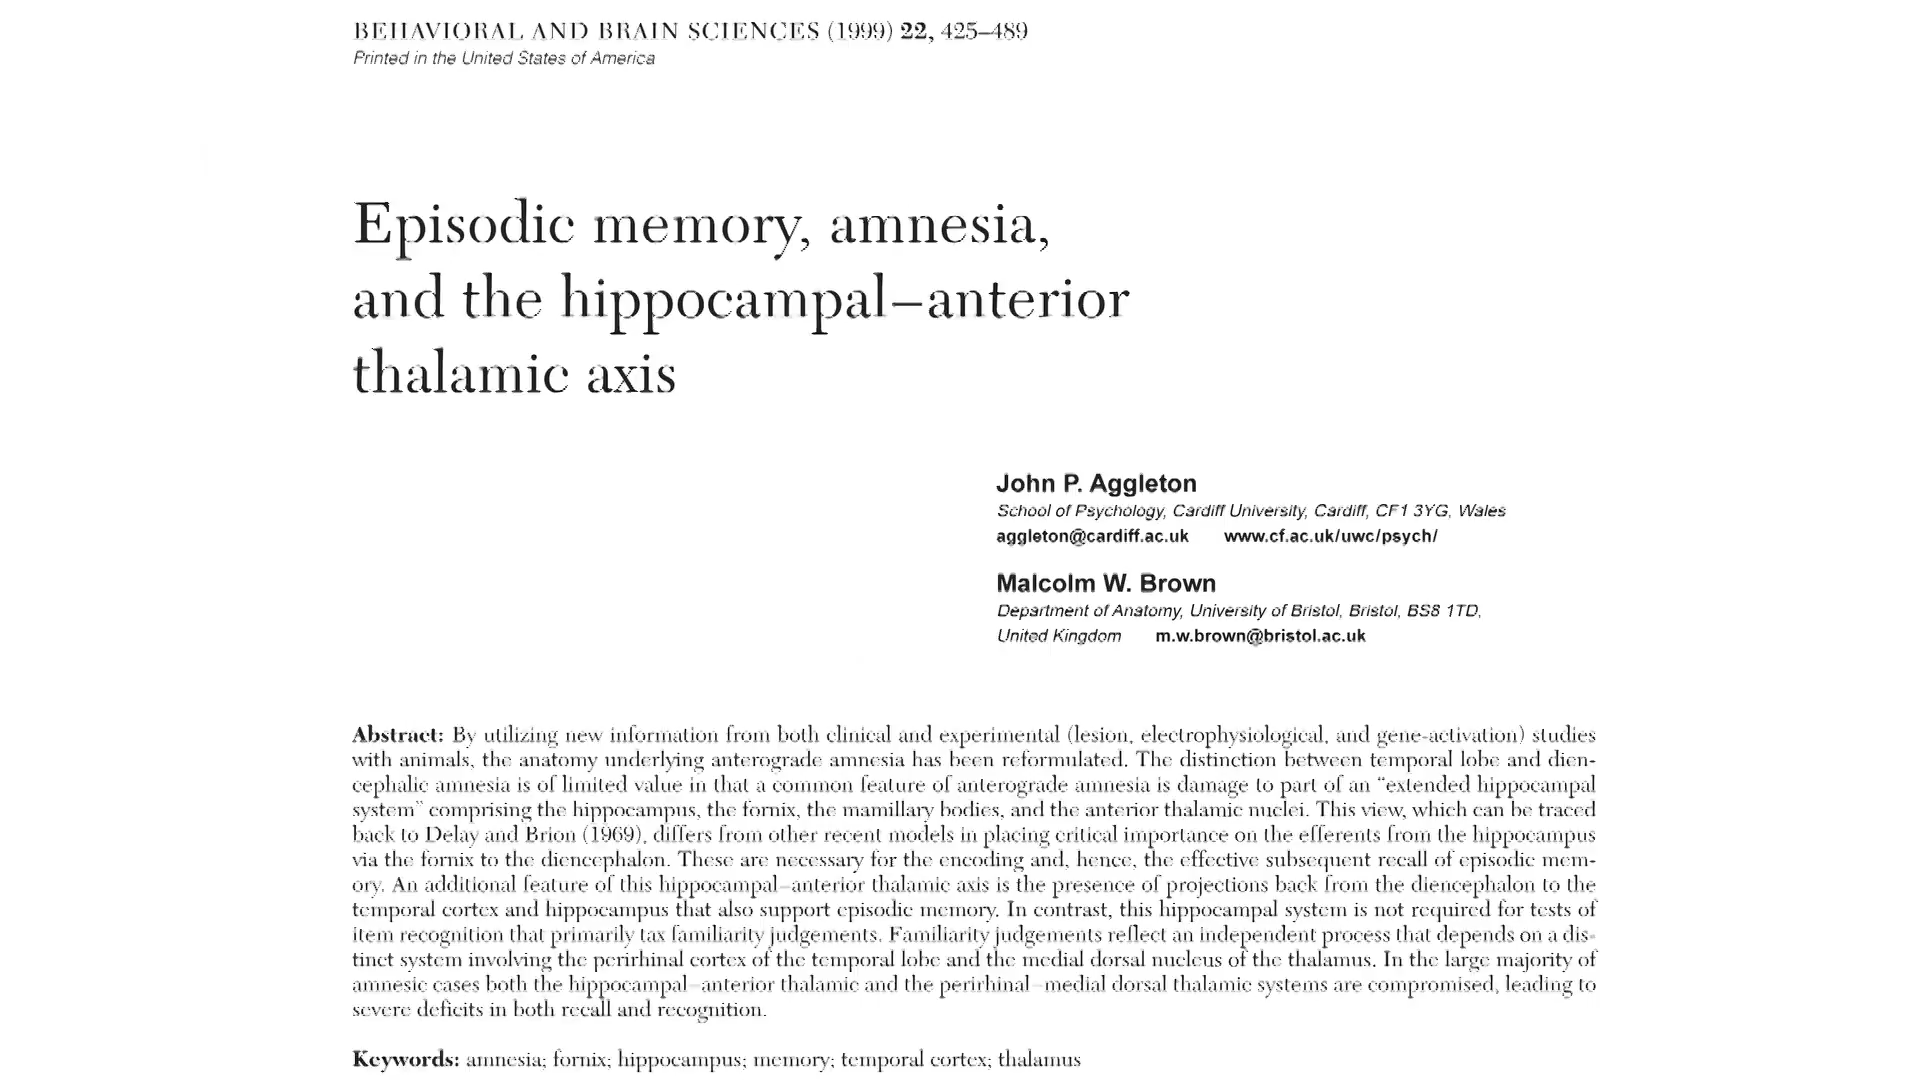 BEHAVIORAL AND BRAIN SCIENCES (1999) 22, 425–489
Printed in the United States of America
Episodic memory, amnesia,
and the hippocampal–anterior
thalamic axis
John P. Aggleton
School of Psychology, Cardiff University, Cardiff, CF1 3YG, Wales
aggleton@cardiff.ac.uk www.cf.ac.uk/uwc/psych/
Malcolm W. Brown
Department of Anatomy, University of Bristol, Bristol, BS8 1TD,
United Kingdom m.w.brown@bristol.ac.uk
Abstract: By utilizing new information from both clinical and experimental (lesion, electrophysiological, and gene-activation) studies
with animals, the anatomy underlying anterograde amnesia has been reformulated. The distinction between temporal lobe and dien-
cephalic amnesia is of limited value in that a common feature of anterograde amnesia is damage to part of an “extended hippocampal
system” comprising the hippocampus, the fornix, the mamillary bodies, and the anterior thalamic nuclei. This view, which can be traced
back to Delay and Brion (1969), differs from other recent models in placing critical importance on the efferents from the hippocampus
via the fornix to the diencephalon. These are necessary for the encoding and, hence, the effective subsequent recall of episodic mem-
ory. An additional feature of this hippocampal–anterior thalamic axis is the presence of projections back from the diencephalon to the
temporal cortex and hippocampus that also support episodic memory. In contrast, this hippocampal system is not required for tests of
item recognition that primarily tax familiarity judgements. Familiarity judgements reflect an independent process that depends on a dis-
tinct system involving the perirhinal cortex of the temporal lobe and the medial dorsal nucleus of the thalamus. In the large majority of
amnesic cases both the hippocampal–anterior thalamic and the perirhinal–medial dorsal thalamic systems are compromised, leading to
severe deficits in both recall and recognition.
Keywords: amnesia; fornix; hippocampus; memory; temporal cortex; thalamus